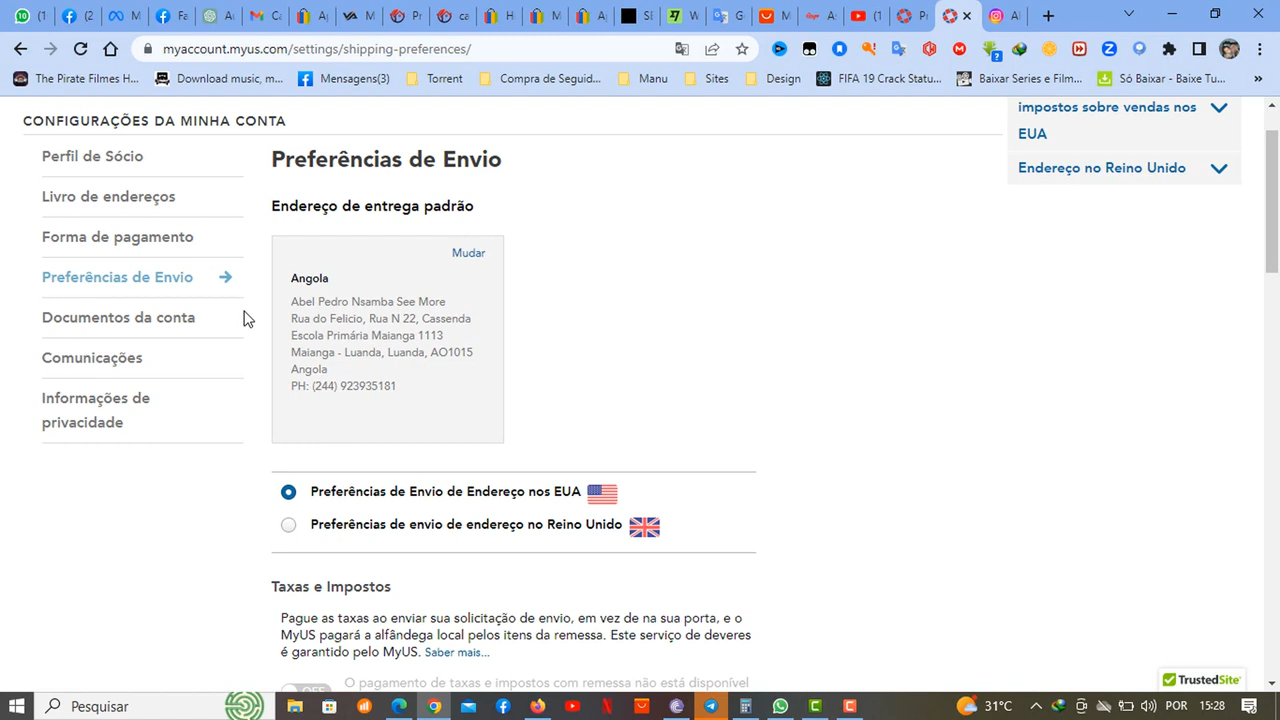 (1
(2
M
Fa
A
Ca
A
M
P
ca
H
M
A
S
W
G
M
(1
P
A
myaccount.myus.com/settings/shipping-preferences/
The Pirate Filmes H...
Download music, m...
Mensagens(3)
Torrent
Compra de Seguid...
Manu
Sites
Design
FIFA 19 Crack Statu...
Baixar Series e Film...
Só Baixar - Baixe Tu...
»
CONFIGURAÇÕES DA MINHA CONTA
Perfil de Sócio
Livro de endereços
Forma de pagamento
Preferências de Envio
Documentos da conta
Comunicações
Informações de
privacidade
Preferências de Envio
Endereço de entrega padrão
Mudar
Angola
Abel Pedro Nsamba See More
Rua do Felicio, Rua N 22, Cassenda
Escola Primária Maianga 1113
Maianga - Luanda, Luanda, AO1015
Angola
PH: (244) 923935181
Preferências de Envio de Endereço nos EUA
Preferências de envio de endereço no Reino Unido
Taxas e Impostos
Pague as taxas ao enviar sua solicitação de envio, em vez de na sua porta, e o
MyUS pagará a alfândega local pelos itens da remessa. Este serviço de deveres
é garantido pelo MyUS. Saber mais...
OFF
O pagamento de taxas e impostos com remessa não está disponível
impostos sobre vendas nos
EUA
Endereço no Reino Unido
TrustedSite
Pesquisar
31°C
POR
15:28